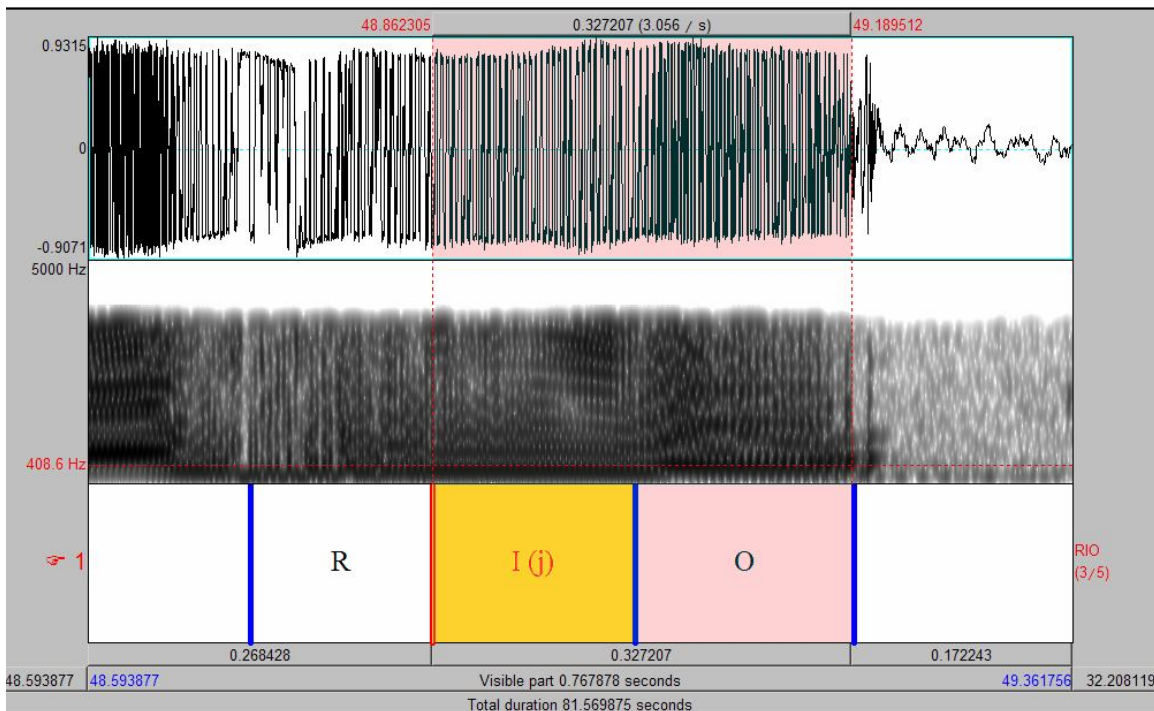 48.862305 0.327207 (3.056 / s) 49.189512
0.9315
0
-0.9071
5000 Hz
408.6 Hz
☞ 1 R I (j) O RIO
(3/5)
0.268428 0.327207 0.172243
48.593877 48.593877 Visible part 0.767878 seconds 49.361756 32.208119
Total duration 81.569875 seconds